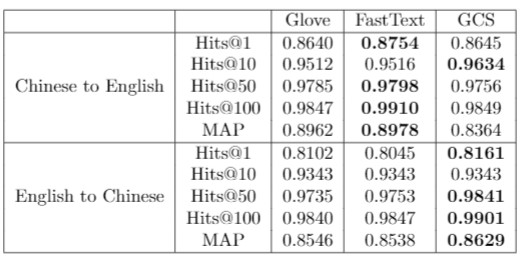 Glove FastText GCS
Hits@1 0.8640 0.8754 0.8645
Hits@10 0.9512 0.9516 0.9634
Chinese to English Hits@50 0.9785 0.9798 0.9756
Hits@100 0.9847 0.9910 0.9849
MAP 0.8962 0.8978 0.8364
Hits@1 0.8102 0.8045 0.8161
Hits@10 0.9343 0.9343 0.9343
English to Chinese Hits@50 0.9735 0.9753 0.9841
Hits@100 0.9840 0.9847 0.9901
MAP 0.8546 0.8538 0.8629